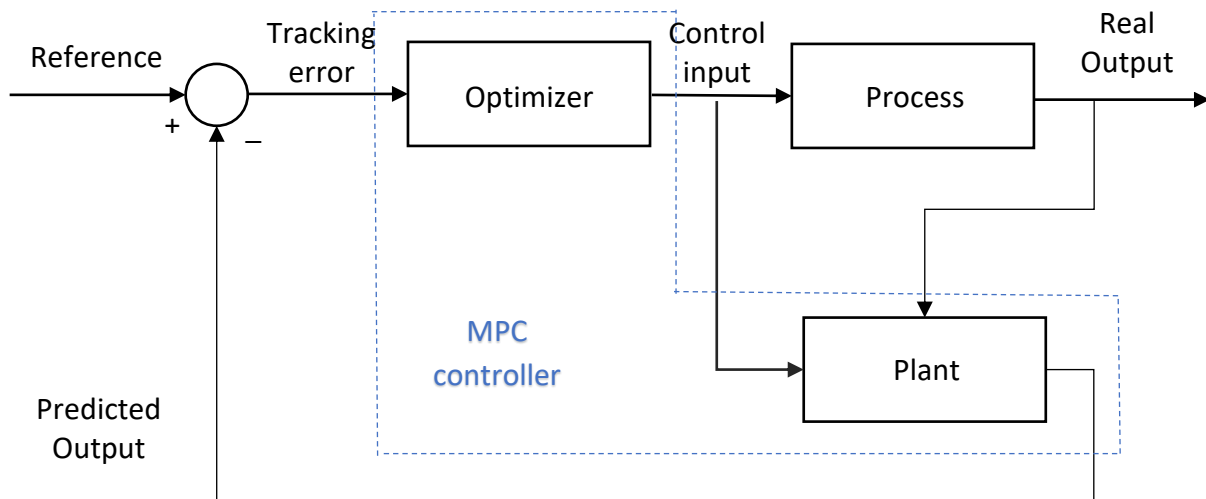 Reference
+
–
Tracking
error
Optimizer
Control
input
Process
Real
Output
MPC
controller
Plant
Predicted
Output